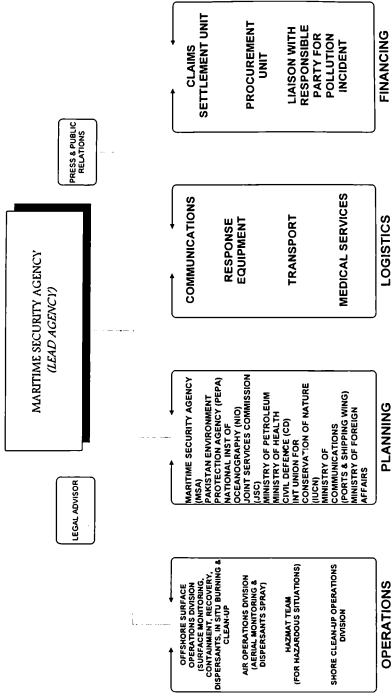 MARITIME SECURITY AGENCY
(LEAD AGENCY)
LEGAL ADVISOR
PRESS & PUBLIC
RELATIONS
OFFSHORE SURFACE
OPERATIONS DIVISION
(SURFACE MONITORING,
CONTAINMENT, RECOVERY,
DISPERSANTS, IN SITU BURNING &
CLEAN-UP
AIR OPERATIONS DIVISION
(AERIAL MONITORING &
DISPERSANTS SPRAY)
HAZMAT TEAM
(FOR HAZARDOUS SITUATIONS)
SHORE CLEAN-UP OPERATIONS
DIVISION
OPERATIONS
MARITIME SECURITY AGENCY
(MSA)
PAKISTAN ENVIRONMENT
PROTECTION AGENCY (PEPA)
NATIONAL INST OF
OCEANOGRAPHY (NIO)
JOINT SERVICES COMMISSION
(JSC)
MINISTRY OF PETROLEUM
MINISTRY OF HEALTH
CIVIL DEFENCE (CD)
INT UNION FOR
CONSERVATION OF NATURE
(IUCN)
MINISTRY OF
COMMUNICATIONS
(PORTS & SHIPPING WING)
MINISTRY OF FOREIGN
AFFAIRS
PLANNING
COMMUNICATIONS
RESPONSE
EQUIPMENT
TRANSPORT
MEDICAL SERVICES
LOGISTICS
CLAIMS
SETTLEMENT UNIT
PROCUREMENT
UNIT
LIAISON WITH
RESPONSIBLE
PARTY FOR
POLLUTION
INCIDENT
FINANCING